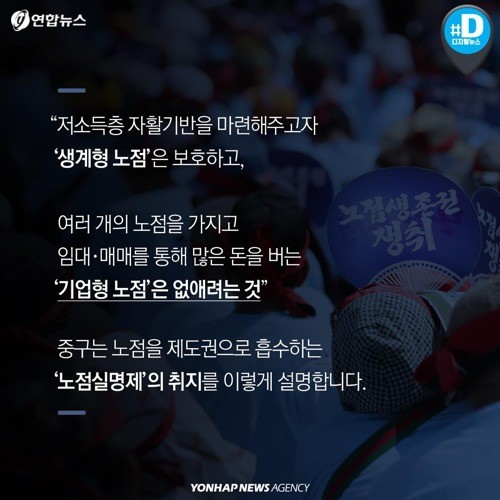 연합뉴스
#D
디지털뉴스
“저소득층 자활기반을 마련해주고자
‘생계형 노점’은 보호하고,
여러 개의 노점을 가지고
임대·매매를 통해 많은 돈을 버는
‘기업형 노점’은 없애려는 것”
노점생존권
쟁취
중구는 노점을 제도권으로 흡수하는
‘노점실명제’의 취지를 이렇게 설명합니다.
YONHAP NEWS AGENCY